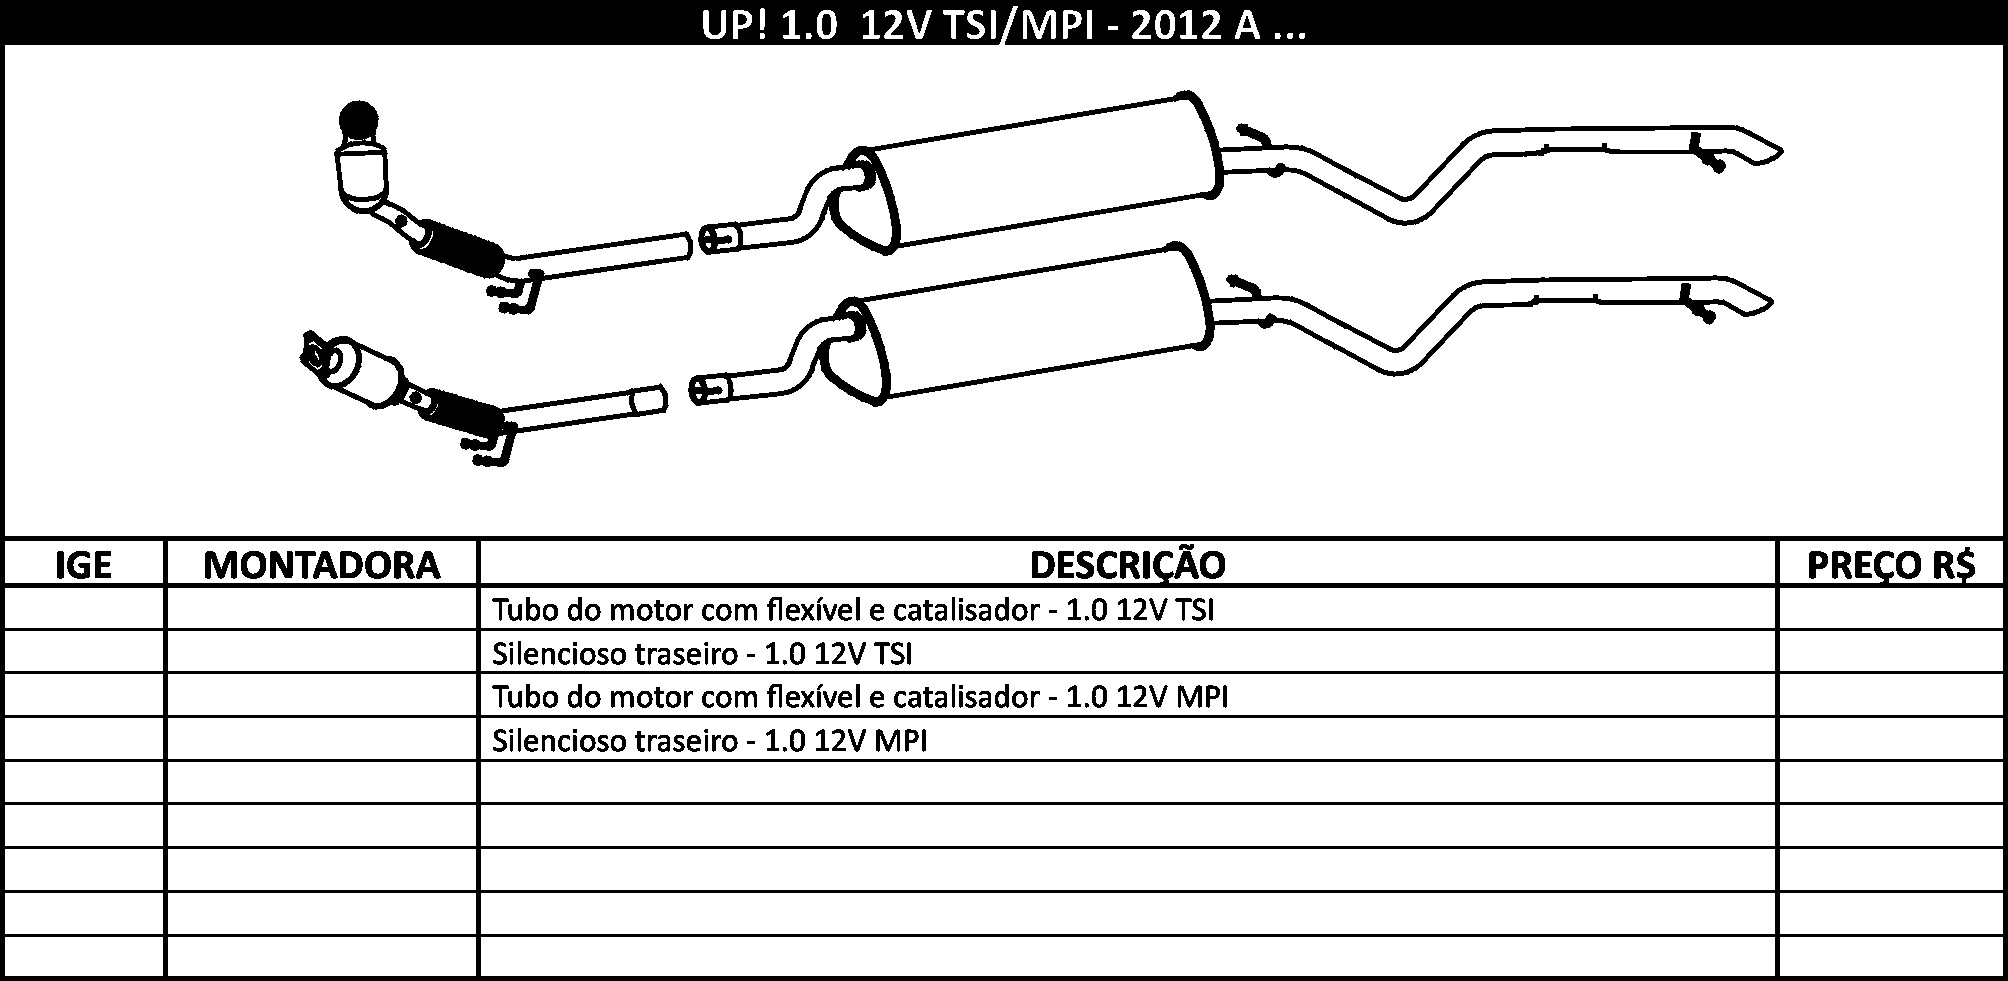 UP! 1.0  12V TSI/MPI - 2012 A ...
IGE MONTADORA DESCRIÇÃO PREÇO R$
Tubo do motor com flexível e catalisador - 1.0 12V TSI
Silencioso traseiro - 1.0 12V TSI
Tubo do motor com flexível e catalisador - 1.0 12V MPI
Silencioso traseiro - 1.0 12V MPI